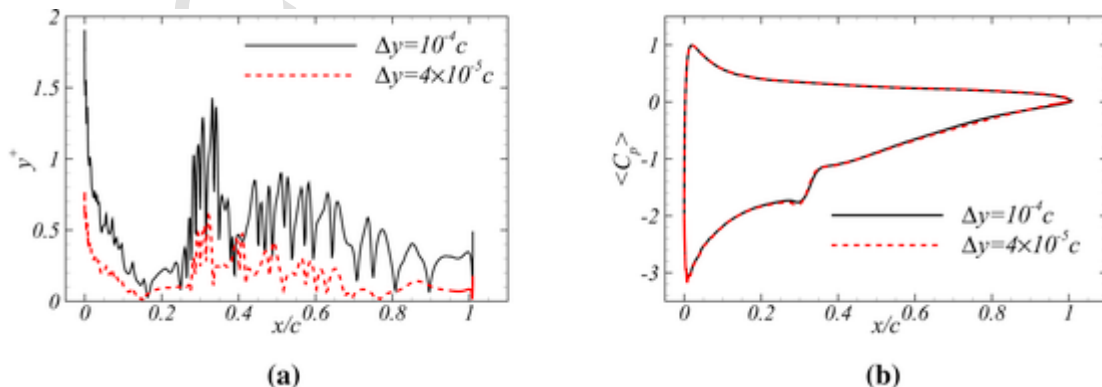 2
1.5
1
0.5
0
y+
Δy=10-4c
Δy=4×10-5c
0 0.2 0.4 0.6 0.8 1
x/c
(a)
1
0
-1
-2
-3
<Cp>
Δy=10-4c
Δy=4×10-5c
0 0.2 0.4 0.6 0.8 1
x/c
(b)